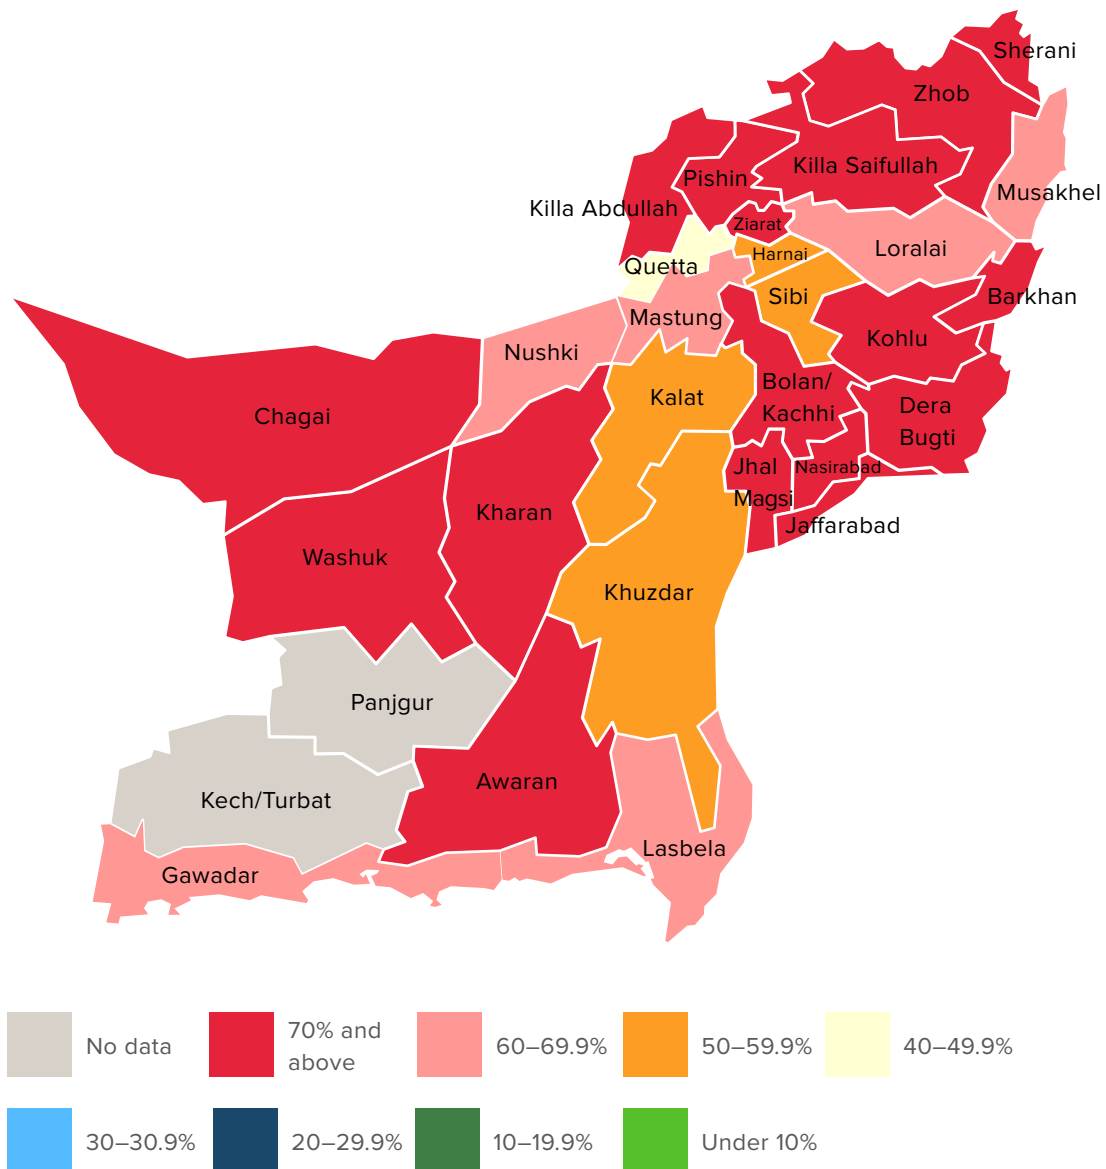 Sherani
Zhob
Killa Saifullah
Pishin
Musakhel
Killa Abdullah
Ziarat
Loralai
Harnai
Quetta
Sibi
Barkhan
Mastung
Kohlu
Nushki
Bolan/
Kachhi
Kalat
Dera
Bugti
Chagai
Jhal
Magsi
Nasirabad
Kharan
Jaffarabad
Washuk
Khuzdar
Panjgur
Awaran
Kech/Turbat
Lasbela
Gawadar
No data
70% and
above
60–69.9%
50–59.9%
40–49.9%
30–30.9%
20–29.9%
10–19.9%
Under 10%